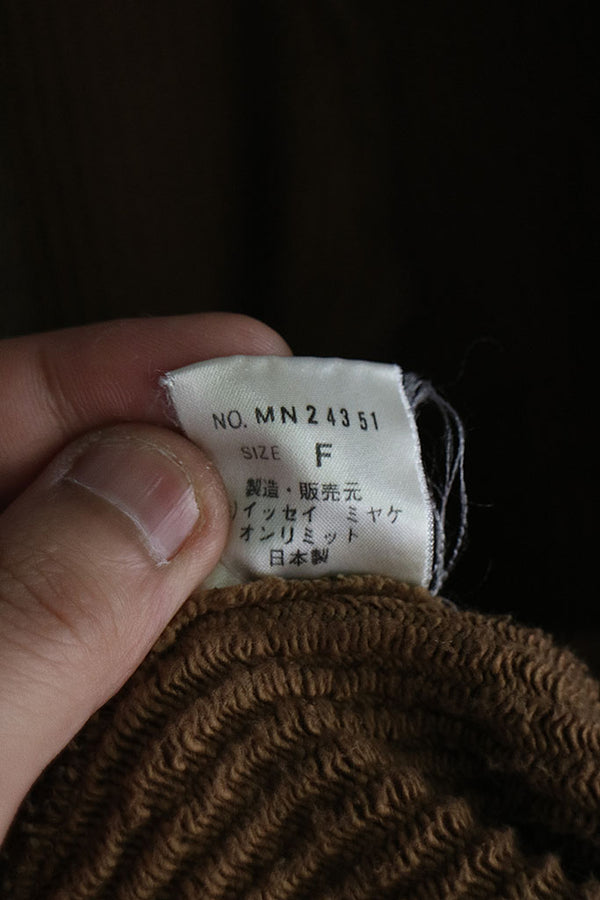 NO. MN24351
SIZE F
製造・販売元
)イッセイ ミヤケ
オンリミット
日本製